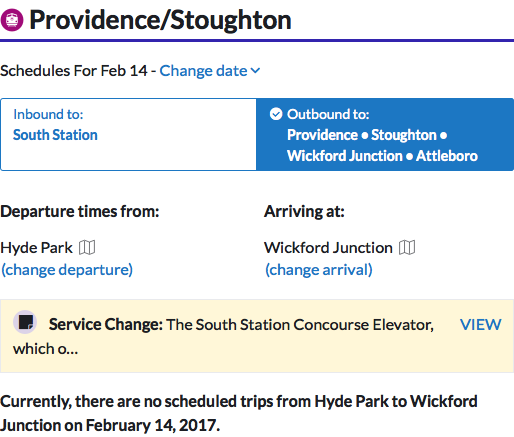 Providence/Stoughton
Schedules For Feb 14 - Change date
Inbound to:
South Station
Outbound to:
Providence • Stoughton •
Wickford Junction • Attleboro
Departure times from:
Hyde Park
(change departure)
Arriving at:
Wickford Junction
(change arrival)
Service Change: The South Station Concourse Elevator,
which o...
VIEW
Currently, there are no scheduled trips from Hyde Park to Wickford
Junction on February 14, 2017.